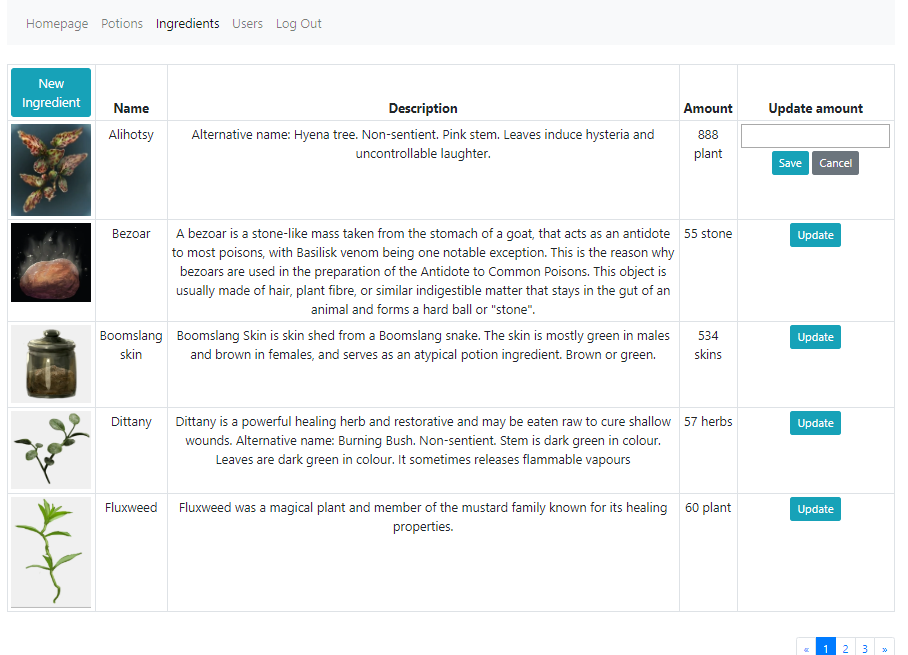 Homepage Potions Ingredients Users Log Out
New
Ingredient
Name Description Amount Update amount
Alihotsy Alternative name: Hyena tree. Non-sentient. Pink stem. Leaves induce hysteria and 888
uncontrollable laughter. plant
Save Cancel
Bezoar A bezoar is a stone-like mass taken from the stomach of a goat, that acts as an antidote 55 stone Update
to most poisons, with Basilisk venom being one notable exception. This is the reason why
bezoars are used in the preparation of the Antidote to Common Poisons. This object is
usually made of hair, plant fibre, or similar indigestible matter that stays in the gut of an
animal and forms a hard ball or "stone".
Boomslang Boomslang Skin is skin shed from a Boomslang snake. The skin is mostly green in males 534 Update
skin and brown in females, and serves as an atypical potion ingredient. Brown or green. skins
Dittany Dittany is a powerful healing herb and restorative and may be eaten raw to cure shallow 57 herbs Update
wounds. Alternative name: Burning Bush. Non-sentient. Stem is dark green in colour.
Leaves are dark green in colour. It sometimes releases flammable vapours
Fluxweed Fluxweed was a magical plant and member of the mustard family known for its healing 60 plant Update
properties.
« 1 2 3 »